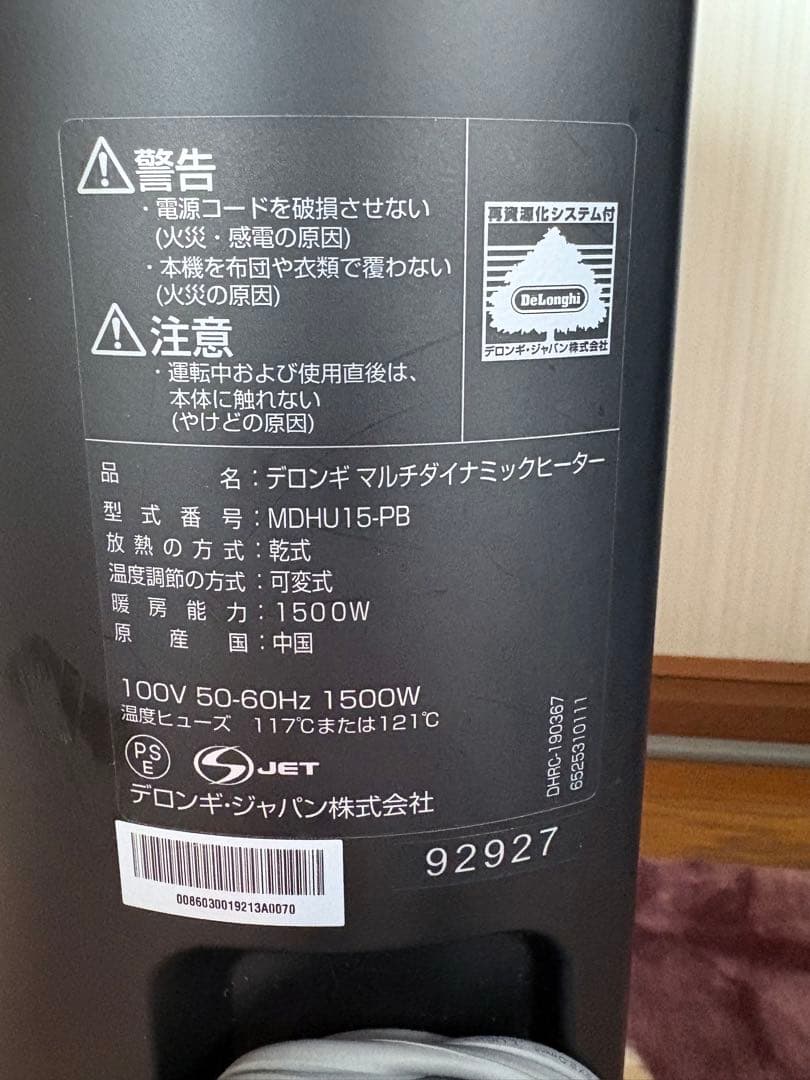 警告
・電源コードを破損させない
(火災・感電の原因)
・本機を布団や衣類で覆わない
(火災の原因)
注意
・運転中および使用直後は、
本体に触れない
(やけどの原因)
再資源化システム付
DeLonghi
デロンギ・ジャパン株式会社
品名：デロンギ マルチダイナミックヒーター
型式番号：MDHU15-PB
放熱の方式：乾式
温度調節の方式：可変式
暖房能力：1500W
原産国：中国
100V 50-60Hz 1500W
温度ヒューズ 117℃または121℃
PSE
S JET
デロンギ・ジャパン株式会社
DHRC-190367
6525310111
0086030019213A0070
92927